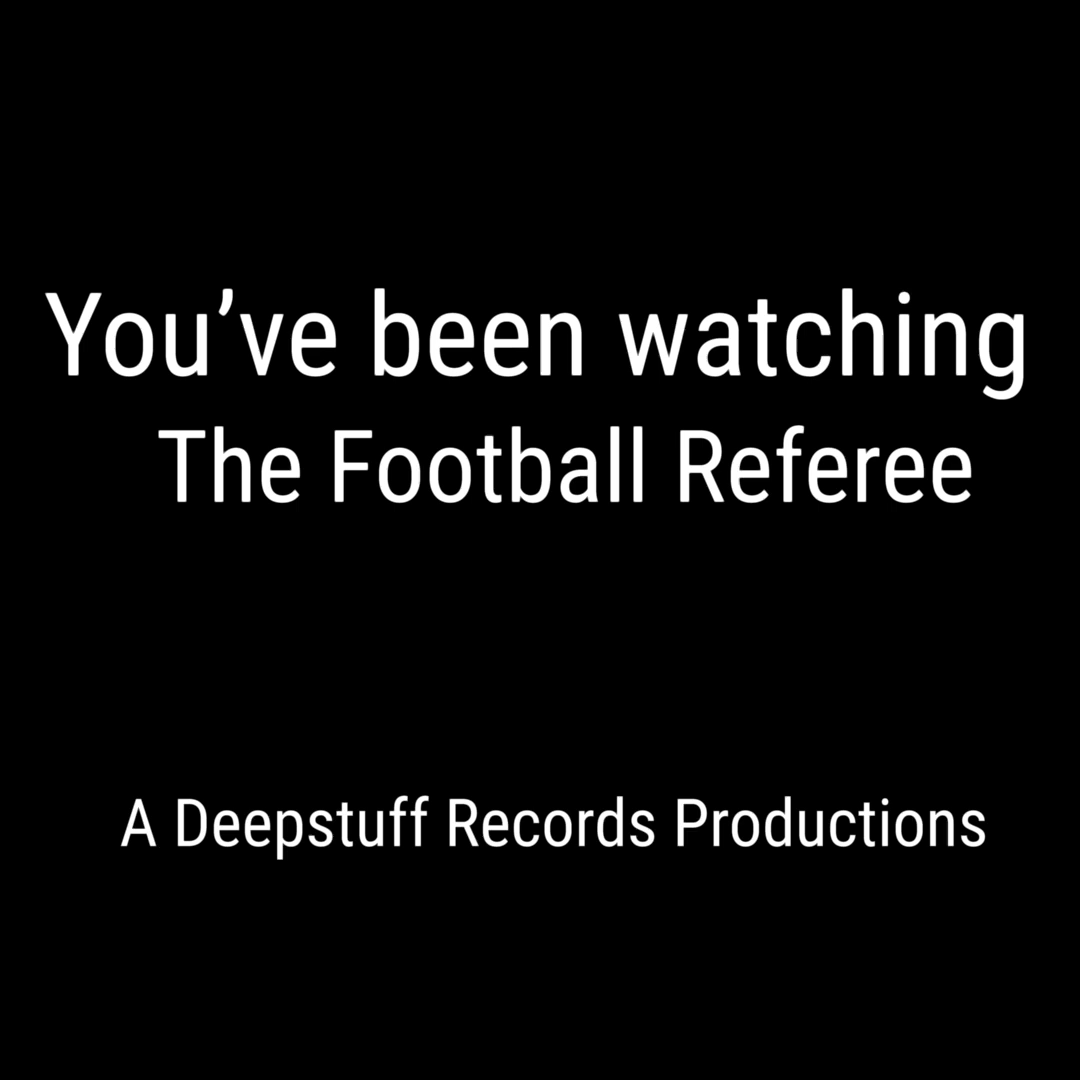 You’ve been watching
The Football Referee
A Deepstuff Records Productions